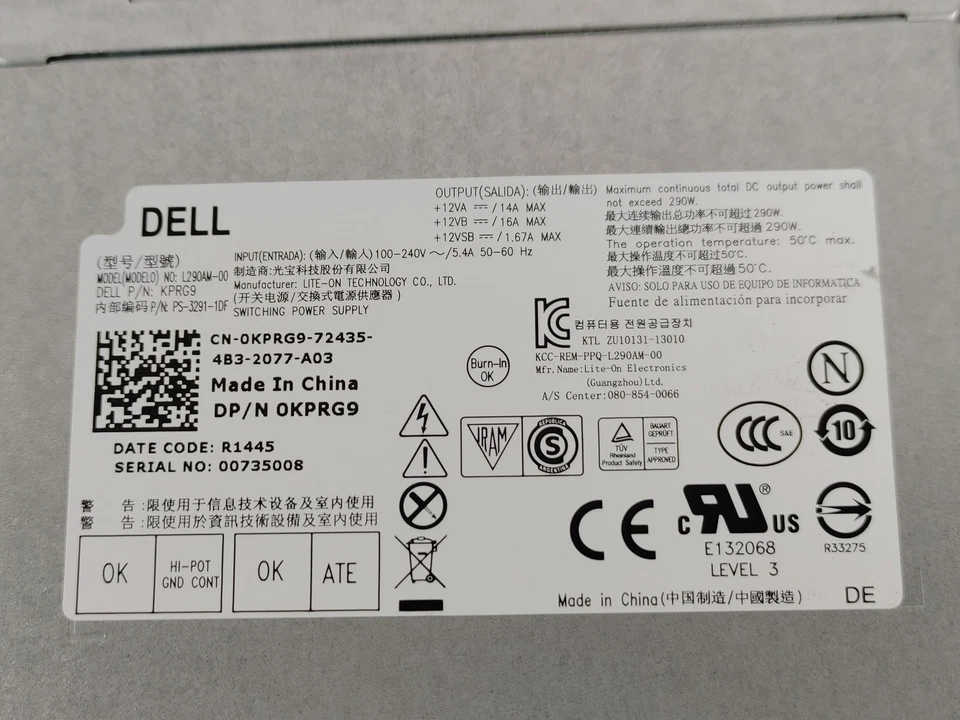 DELL
OUTPUT(SALIDA): (输出/輸出)
+12VA ⎓ /14A MAX
+12VB ⎓ /16A MAX
+12VSB ⎓ /1.67A MAX
Maximum continuous total DC output power shall
not exceed 290W.
最大连续输出总功率不可超过290W.
最大連續輸出總功率不可超過 290W.
The operation temperature: 50°C max.
最大操作温度不可超过50°C.
最大操作溫度不可超過50°C.
AVISO: SOLO PARA USO DE EQUIPO DE INFORMATICA
Fuente de alimentación para incorporar
(型号/型號)
MODEL(MODELO) NO: L290AM-00
DELL P/N: KPRG9
内部编码P/N: PS-3291-1DF
INPUT(ENTRADA): (输入/輸入)100-240V ～/5.4A 50-60 Hz
制造商:光宝科技股份有限公司
Manufacturer: LITE-ON TECHNOLOGY CO., LTD.
(开关电源/交換式電源供應器)
SWITCHING POWER SUPPLY
CN-0KPRG9-72435-
4B3-2077-A03
Made In China
DP/N 0KPRG9
DATE CODE: R1445
SERIAL NO: 00735008
컴퓨터용 전원공급장치
KTL ZU10131-13010
KCC-REM-PPQ-L290AM-00
Mfr.Name:Lite-On Electronics
(Guangzhou)Ltd.
A/S Center:080-854-0066
Burn-In
OK
N
VRAM
S
REPUBLICA
ARGENTINA
TÜV
Rheinland
Product Safety
BAUART
GEPRÜFT
TYPE
APPROVED
CCC
S&E
10
警 告 :限使用于信息技术设备及室内使用
警 告 :限使用於資訊技術設備及室內使用
OK
HI-POT
GND CONT
OK
ATE
CE
c RU ® US
E132068
LEVEL 3
R33275
Made in China(中国制造/中國製造)
DE